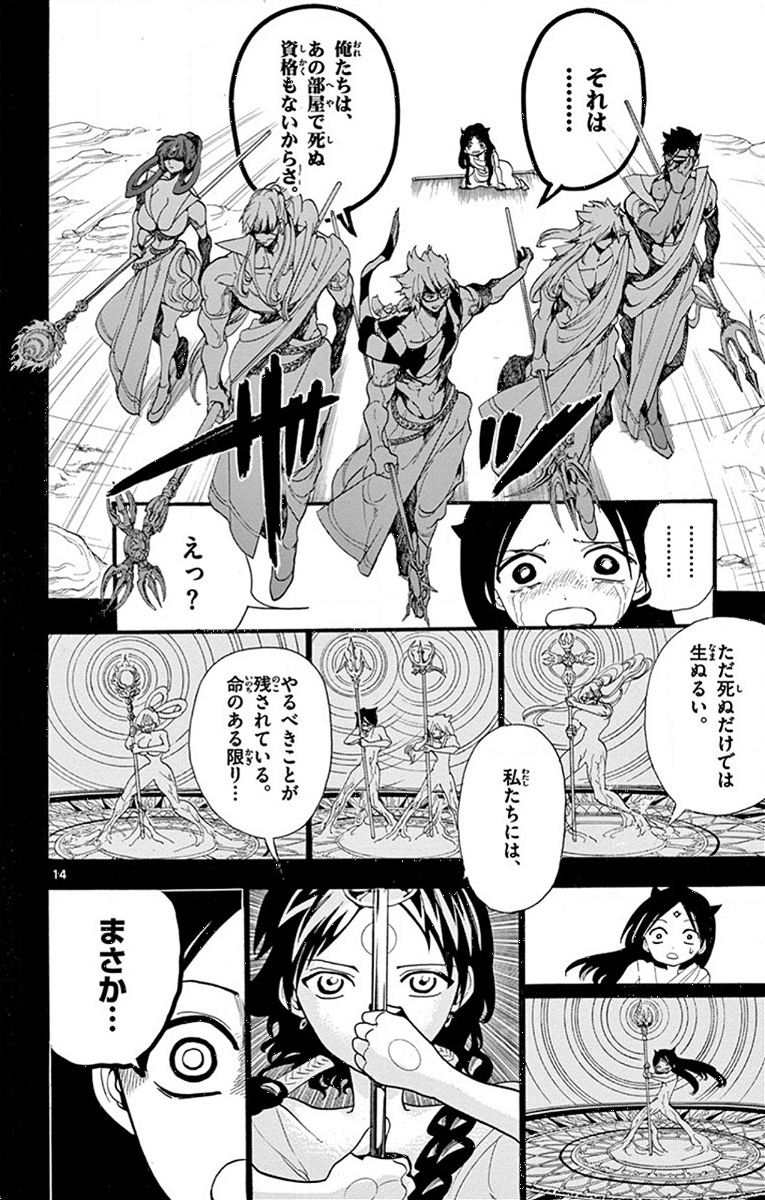 それは
………
俺たちは、
あの部屋で死ぬ
資格もないからさ。
ザッ
………
えっ？
ただ死ぬだけでは
生ぬるい。
私たちには、
やるべきことが
残されている。
命のある限り…
まさか…
14